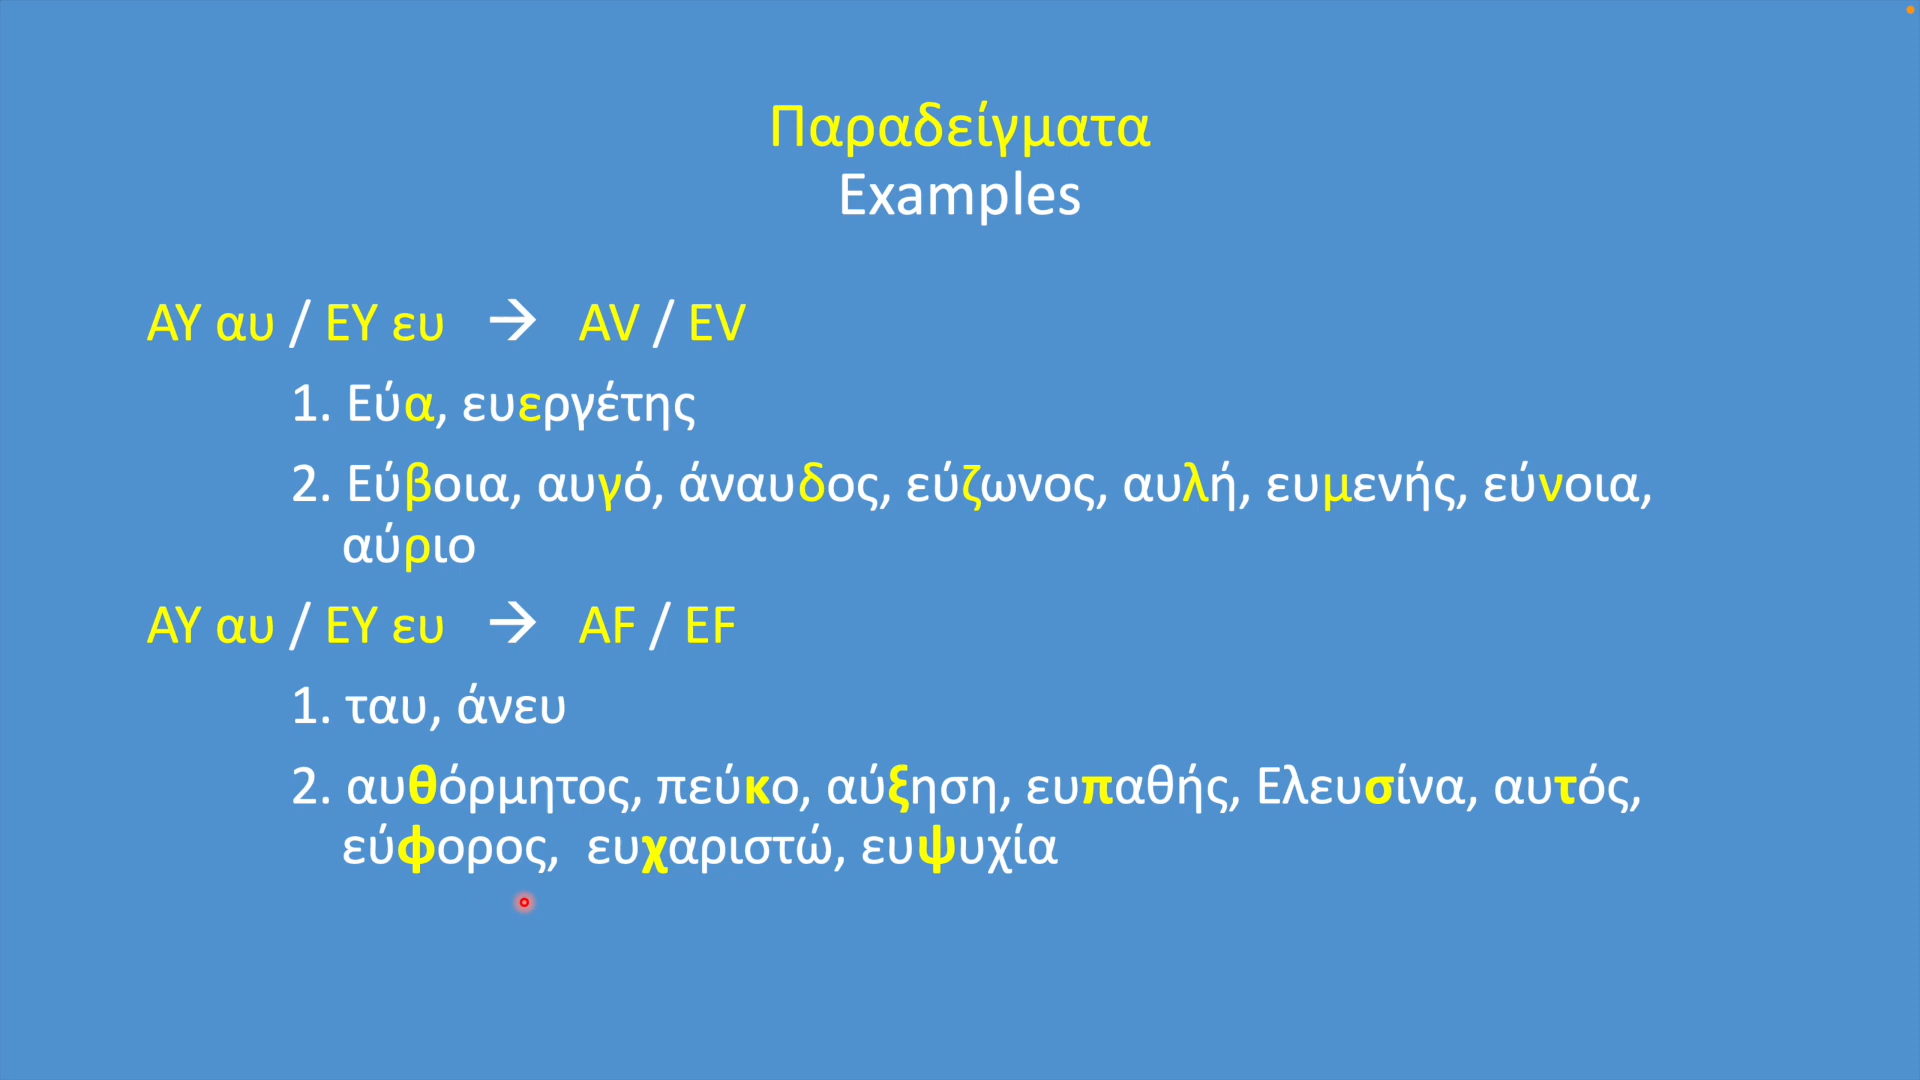 Παραδείγματα
Examples
ΑΥ αυ / ΕΥ ευ → AV / EV
1. Εύα, ευεργέτης
2. Εύβοια, αυγό, άναυδος, εύζωνος, αυλή, ευμενής, εύνοια,
αύριο
ΑΥ αυ / ΕΥ ευ → AF / EF
1. ταυ, άνευ
2. αυθόρμητος, πεύκο, αύξηση, ευπαθής, Ελευσίνα, αυτός,
εύφορος, ευχαριστώ, ευψυχία